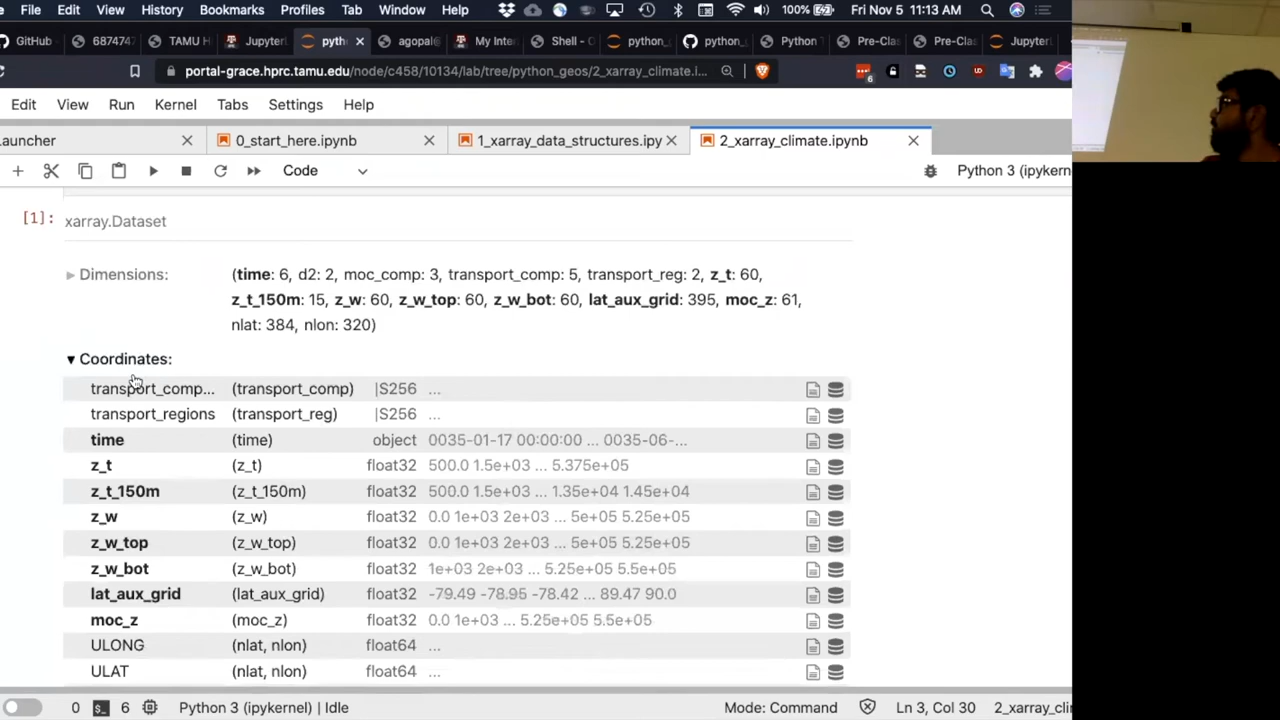 File Edit View History Bookmarks Profiles Tab Window Help 100% Fri Nov 5 11:13 AM
GitHub 6874747 TAMU H Jupyter pyth agopal6 My Inter Shell - O python_ python_c Python T Pre-Clas Pre-Clas Jupyter
portal-grace.hprc.tamu.edu/node/c458/10134/lab/tree/python_geos/2_xarray_climate.i... 6
Edit View Run Kernel Tabs Settings Help
auncher 0_start_here.ipynb 1_xarray_data_structures.ipy 2_xarray_climate.ipynb
Code Python 3 (ipykern
[1]: xarray.Dataset
Dimensions: (time: 6, d2: 2, moc_comp: 3, transport_comp: 5, transport_reg: 2, z_t: 60,
z_t_150m: 15, z_w: 60, z_w_top: 60, z_w_bot: 60, lat_aux_grid: 395, moc_z: 61,
nlat: 384, nlon: 320)
Coordinates:
transport_comp... (transport_comp) |S256 ...
transport_regions (transport_reg) |S256 ...
time (time) object 0035-01-17 00:00:00 ... 0035-06-...
z_t (z_t) float32 500.0 1.5e+03 ... 5.375e+05
z_t_150m (z_t_150m) float32 500.0 1.5e+03 ... 1.35e+04 1.45e+04
z_w (z_w) float32 0.0 1e+03 2e+03 ... 5e+05 5.25e+05
z_w_top (z_w_top) float32 0.0 1e+03 2e+03 ... 5e+05 5.25e+05
z_w_bot (z_w_bot) float32 1e+03 2e+03 ... 5.25e+05 5.5e+05
lat_aux_grid (lat_aux_grid) float32 -79.49 -78.95 -78.42 ... 89.47 90.0
moc_z (moc_z) float32 0.0 1e+03 ... 5.25e+05 5.5e+05
ULONG (nlat, nlon) float64 ...
ULAT (nlat, nlon) float64 ...
0 6 Python 3 (ipykernel) | Idle Mode: Command Ln 3, Col 30 2_xarray_cli